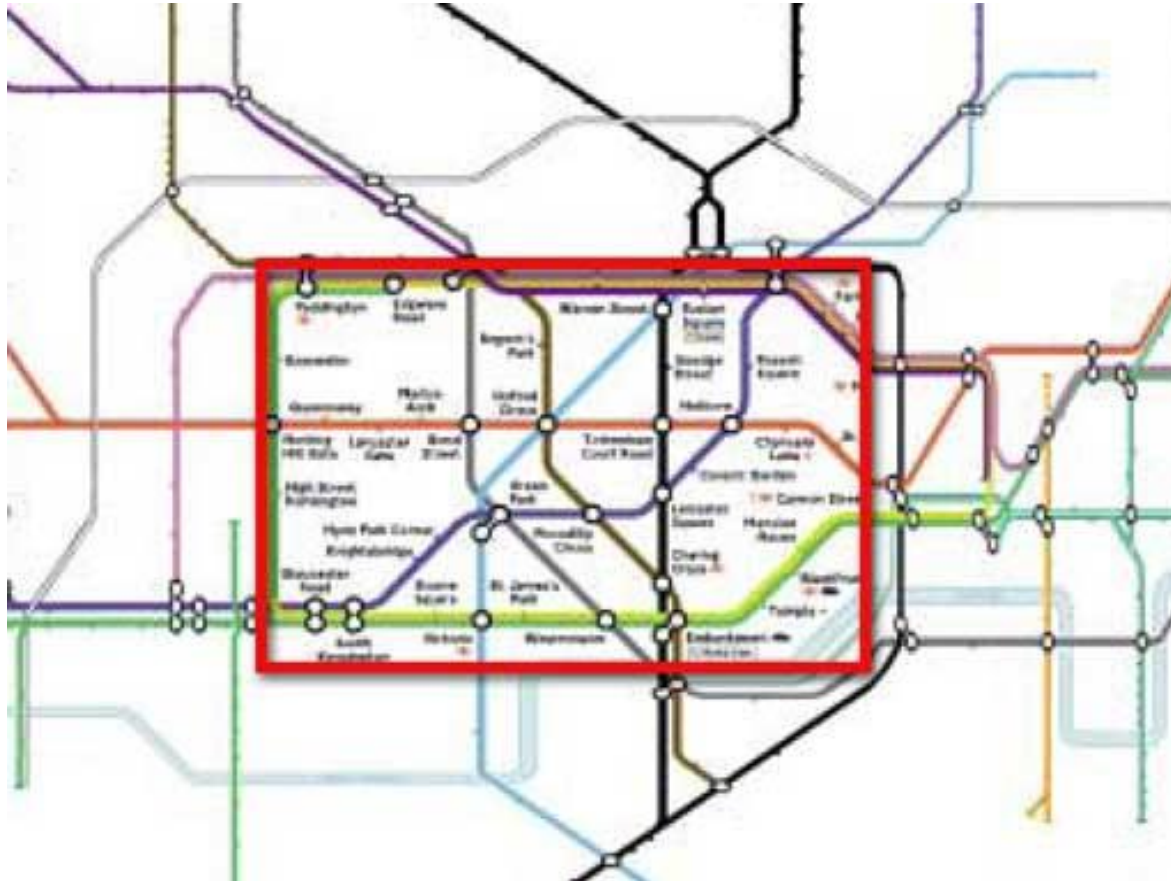 Paddington
Edgware
Road
Warren Street
Euston
Square
Regent's
Park
Goodge
Street
Russell
Square
Bayswater
Queensway
Marble
Arch
Oxford
Circus
Holborn
Notting
Hill Gate
Lancaster
Gate
Bond
Street
Tottenham
Court Road
Chancery
Lane
High Street
Kensington
Green
Park
Covent Garden
Cannon Street
Hyde Park Corner
Knightsbridge
Piccadilly
Circus
Leicester
Square
Mansion
House
Charing
Cross
Gloucester
Road
Sloane
Square
St. James's
Park
Temple
South
Kensington
Victoria
Westminster
Embankment